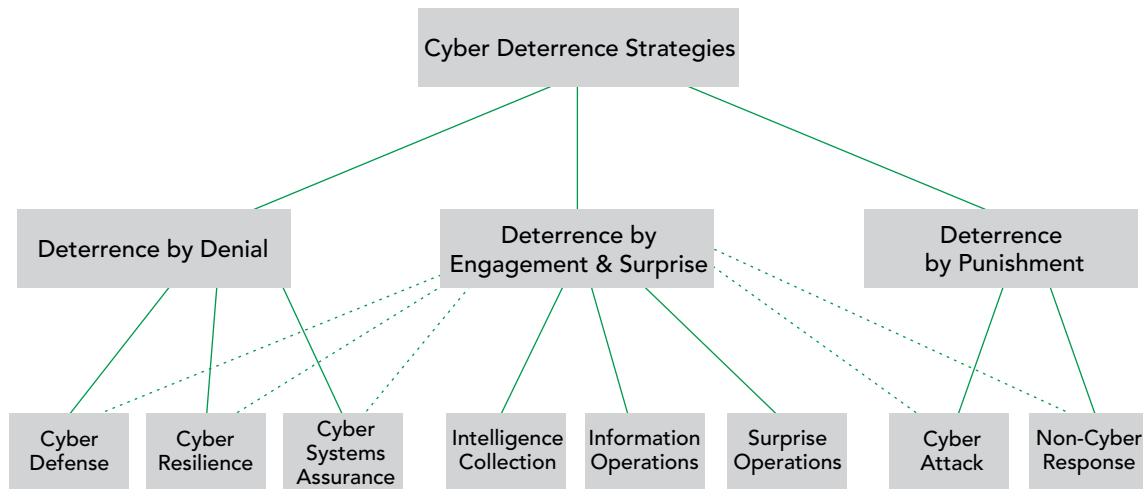 Cyber Deterrence Strategies
Deterrence by Denial
Deterrence by
Engagement & Surprise
Deterrence
by Punishment
Cyber
Defense
Cyber
Resilience
Cyber
Systems
Assurance
Intelligence
Collection
Information
Operations
Surprise
Operations
Cyber
Attack
Non-Cyber
Response